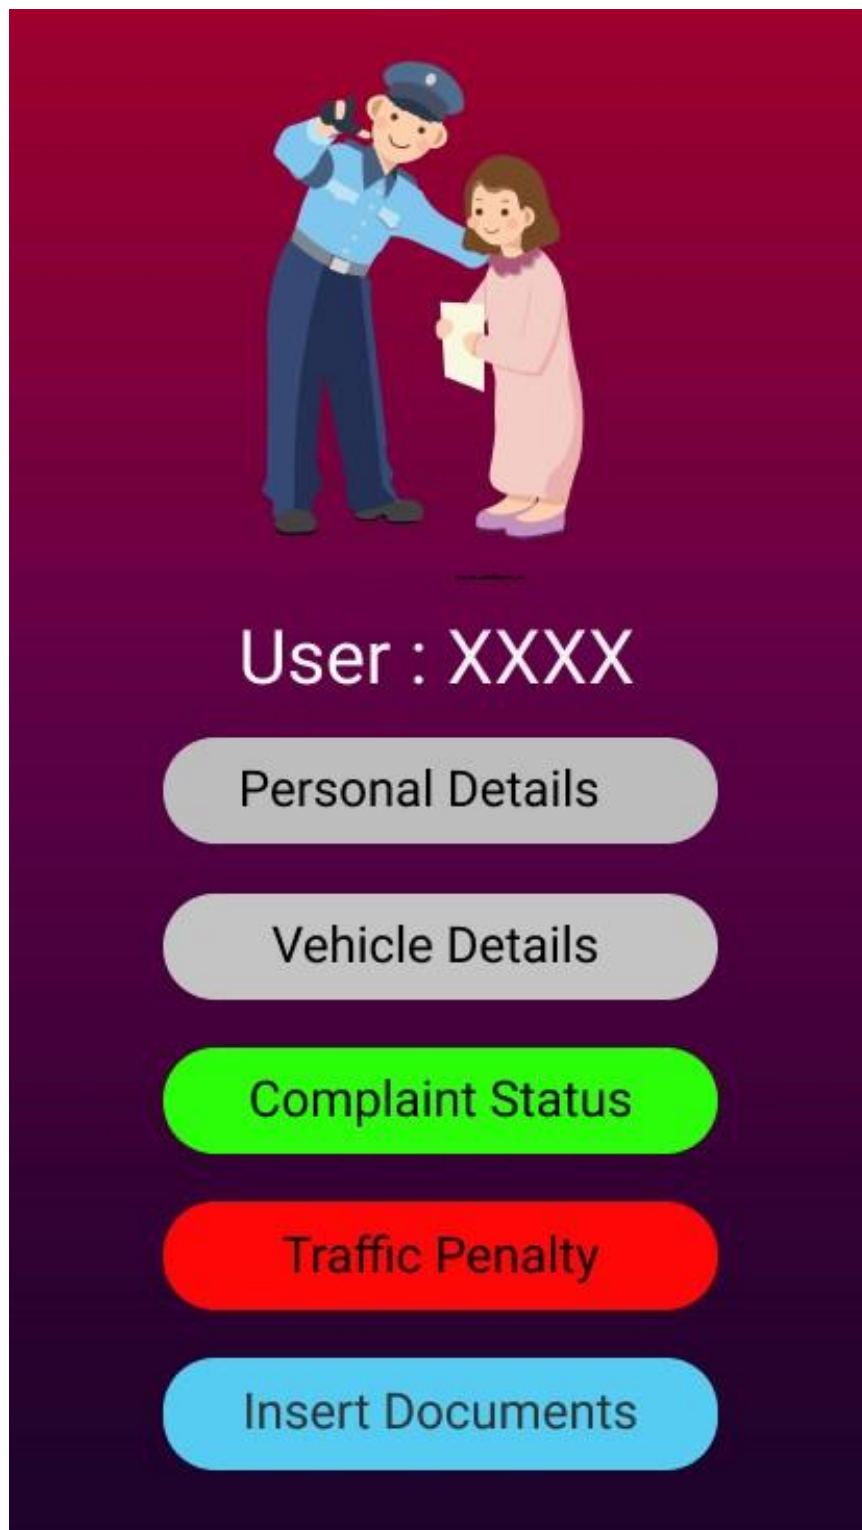 User : XXXX
Personal Details
Vehicle Details
Complaint Status
Traffic Penalty
Insert Documents